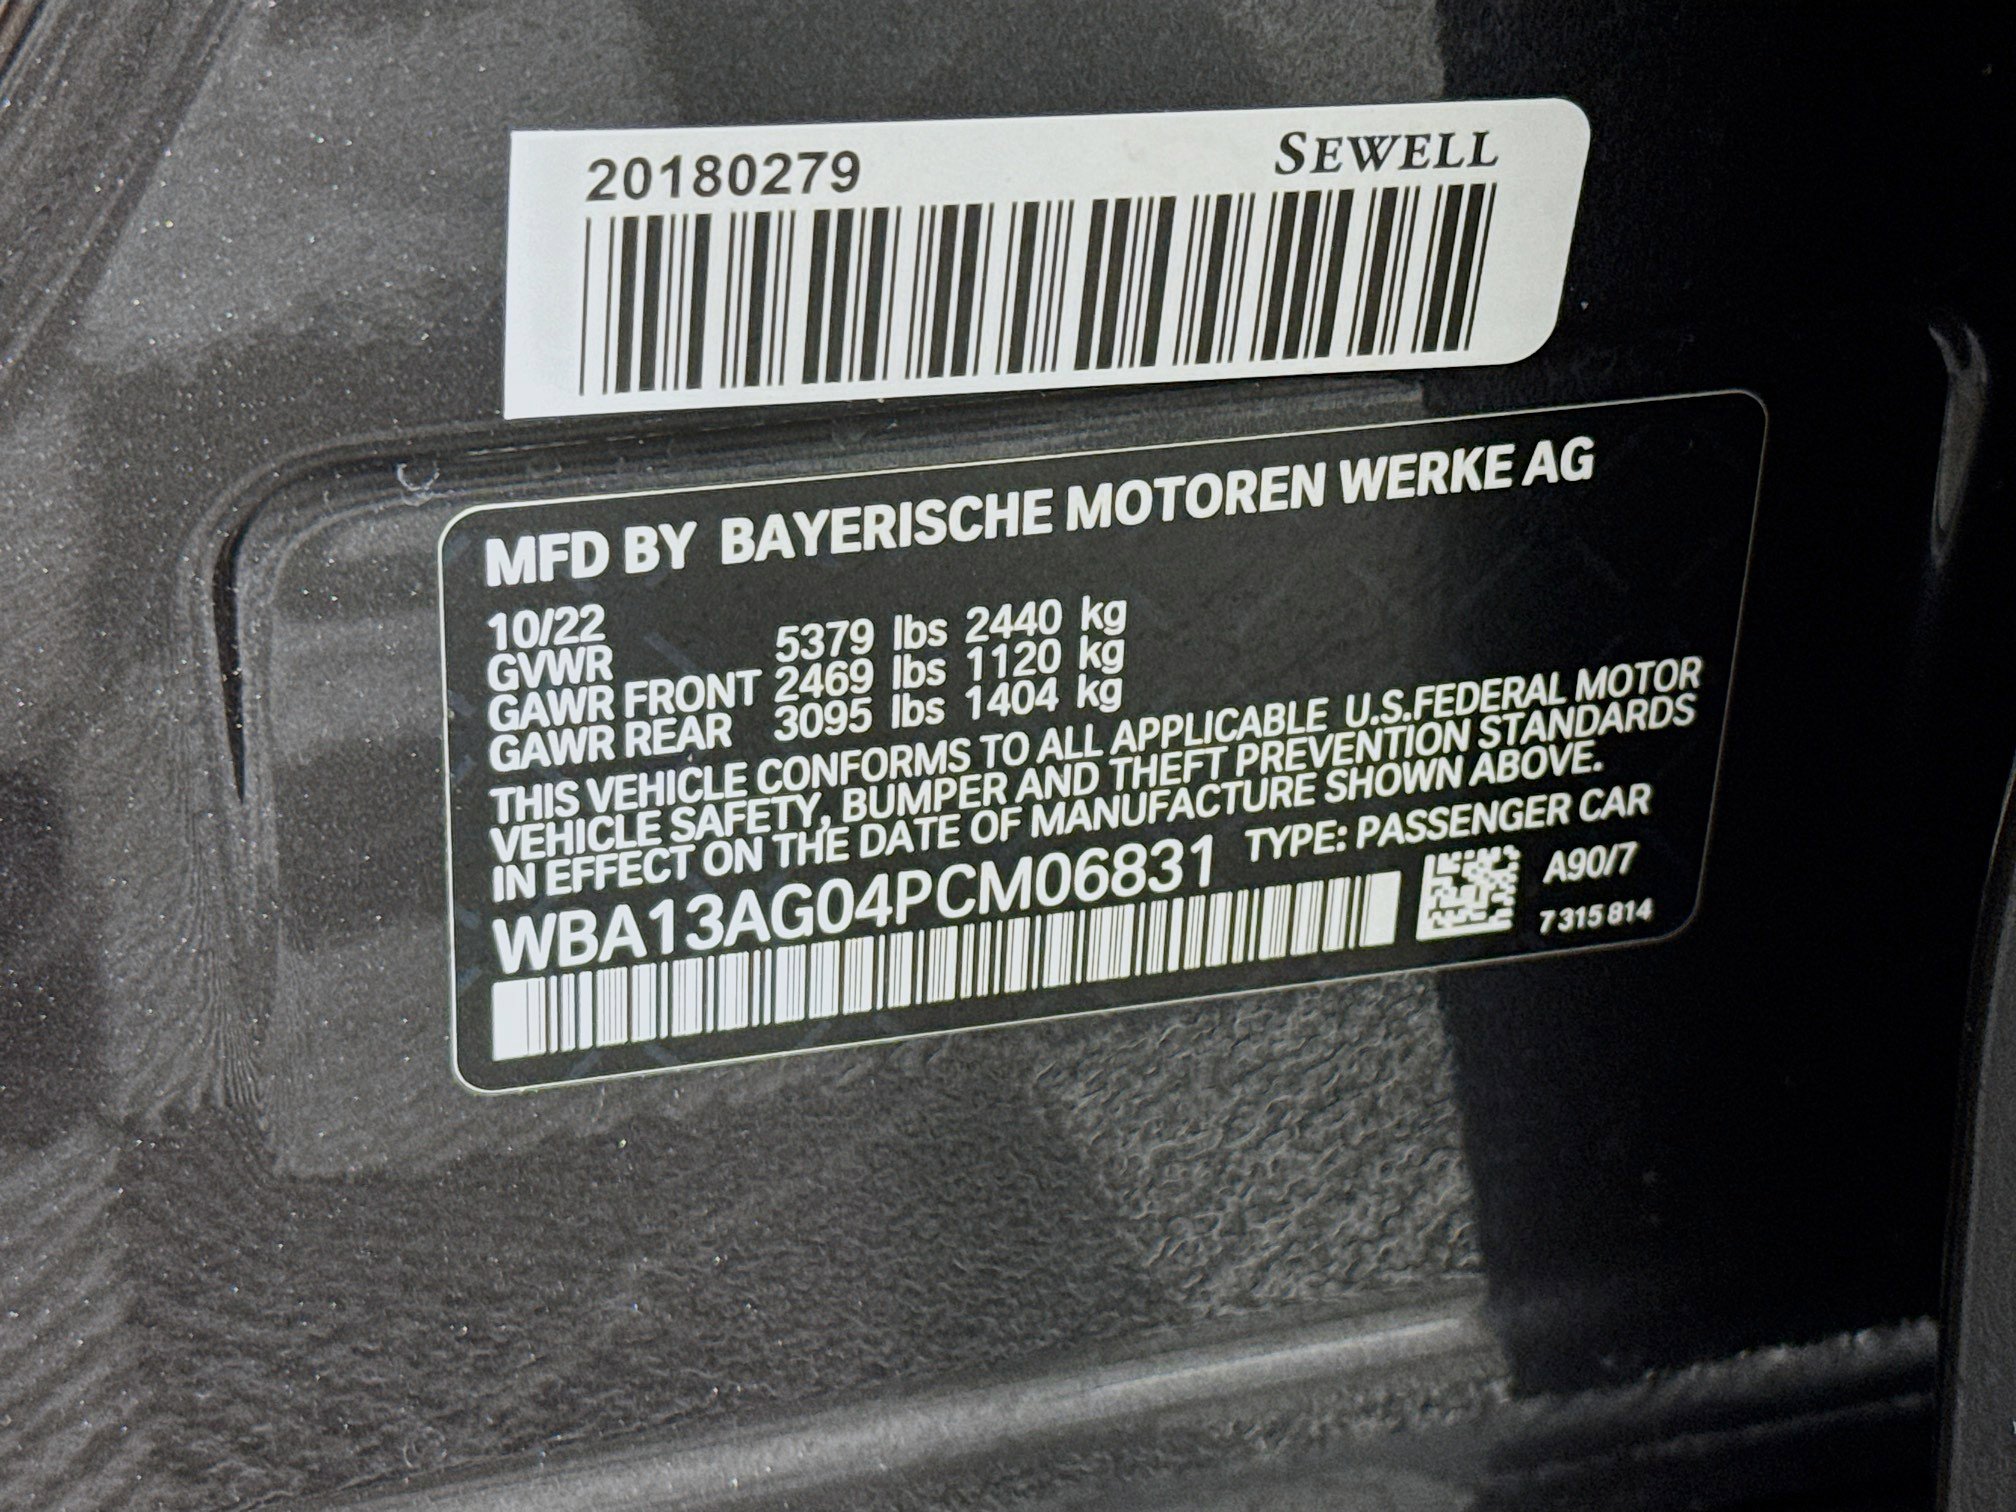 20180279 SEWELL
MFD BY BAYERISCHE MOTOREN WERKE AG
10/22
GVWR 5379 lbs 2440 kg
GAWR FRONT 2469 lbs 1120 kg
GAWR REAR 3095 lbs 1404 kg
THIS VEHICLE CONFORMS TO ALL APPLICABLE U.S.FEDERAL MOTOR
VEHICLE SAFETY, BUMPER AND THEFT PREVENTION STANDARDS
IN EFFECT ON THE DATE OF MANUFACTURE SHOWN ABOVE.
WBA13AG04PCM06831 TYPE: PASSENGER CAR
A90/7
7 315 814